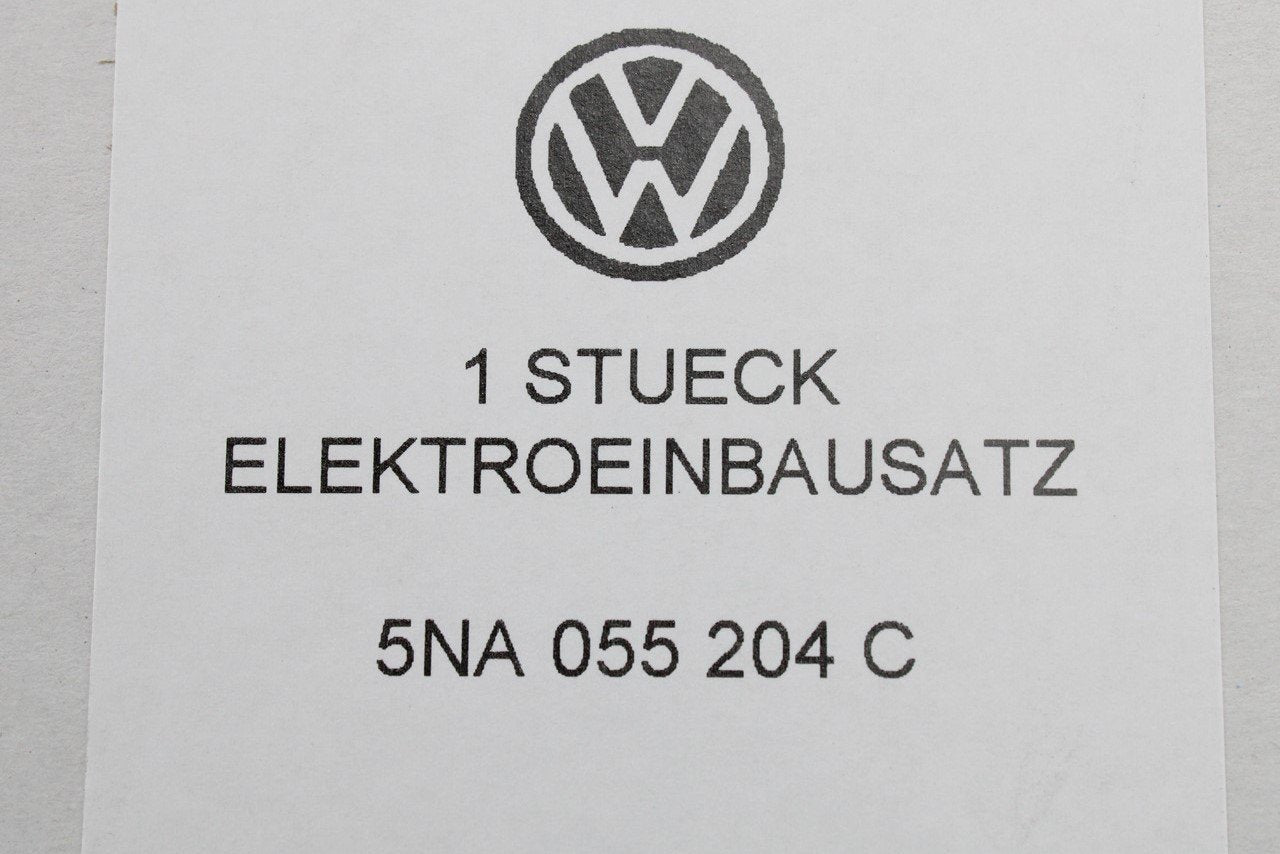 1 STUECK
ELEKTROEINBAUSATZ
5NA 055 204 C